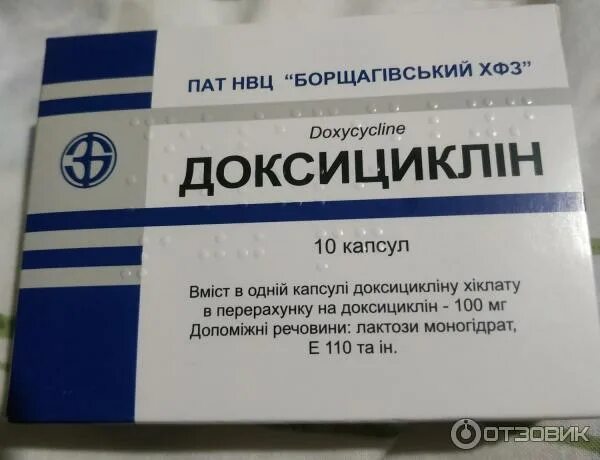 ПАТ НВЦ "БОРЩАГІВСЬКИЙ ХФЗ"
Doxycycline
ДОКСИЦИКЛІН
10 капсул
Вміст в одній капсулі доксицикліну хіклату
в перерахунку на доксициклін - 100 мг
Допоміжні речовини: лактози моногідрат,
Е 110 та ін.
ОТЗОВИК